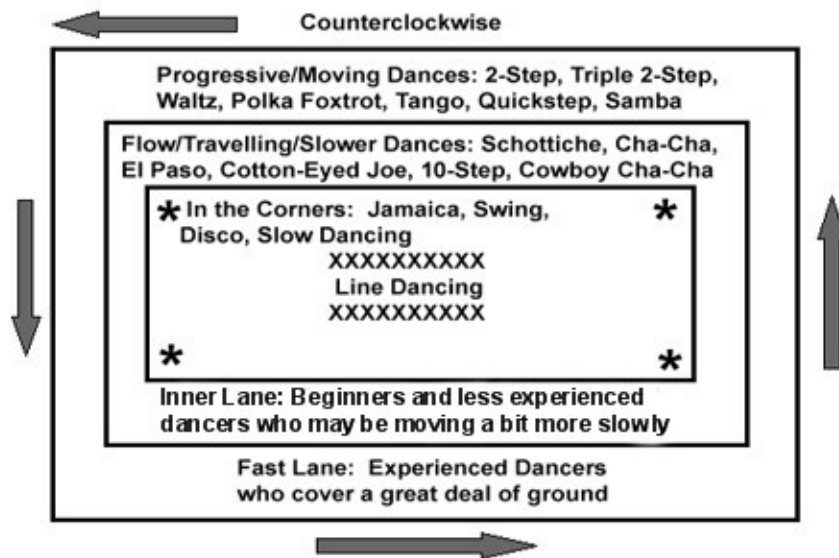 Counterclockwise
Progressive/Moving Dances: 2-Step, Triple 2-Step,
Waltz, Polka Foxtrot, Tango, Quickstep, Samba
Flow/Travelling/Slower Dances: Schottiche, Cha-Cha,
El Paso, Cotton-Eyed Joe, 10-Step, Cowboy Cha-Cha
* In the Corners: Jamaica, Swing, *
Disco, Slow Dancing
XXXXXXXXXX
Line Dancing
XXXXXXXXXX
* *
Inner Lane: Beginners and less experienced
dancers who may be moving a bit more slowly
Fast Lane: Experienced Dancers
who cover a great deal of ground